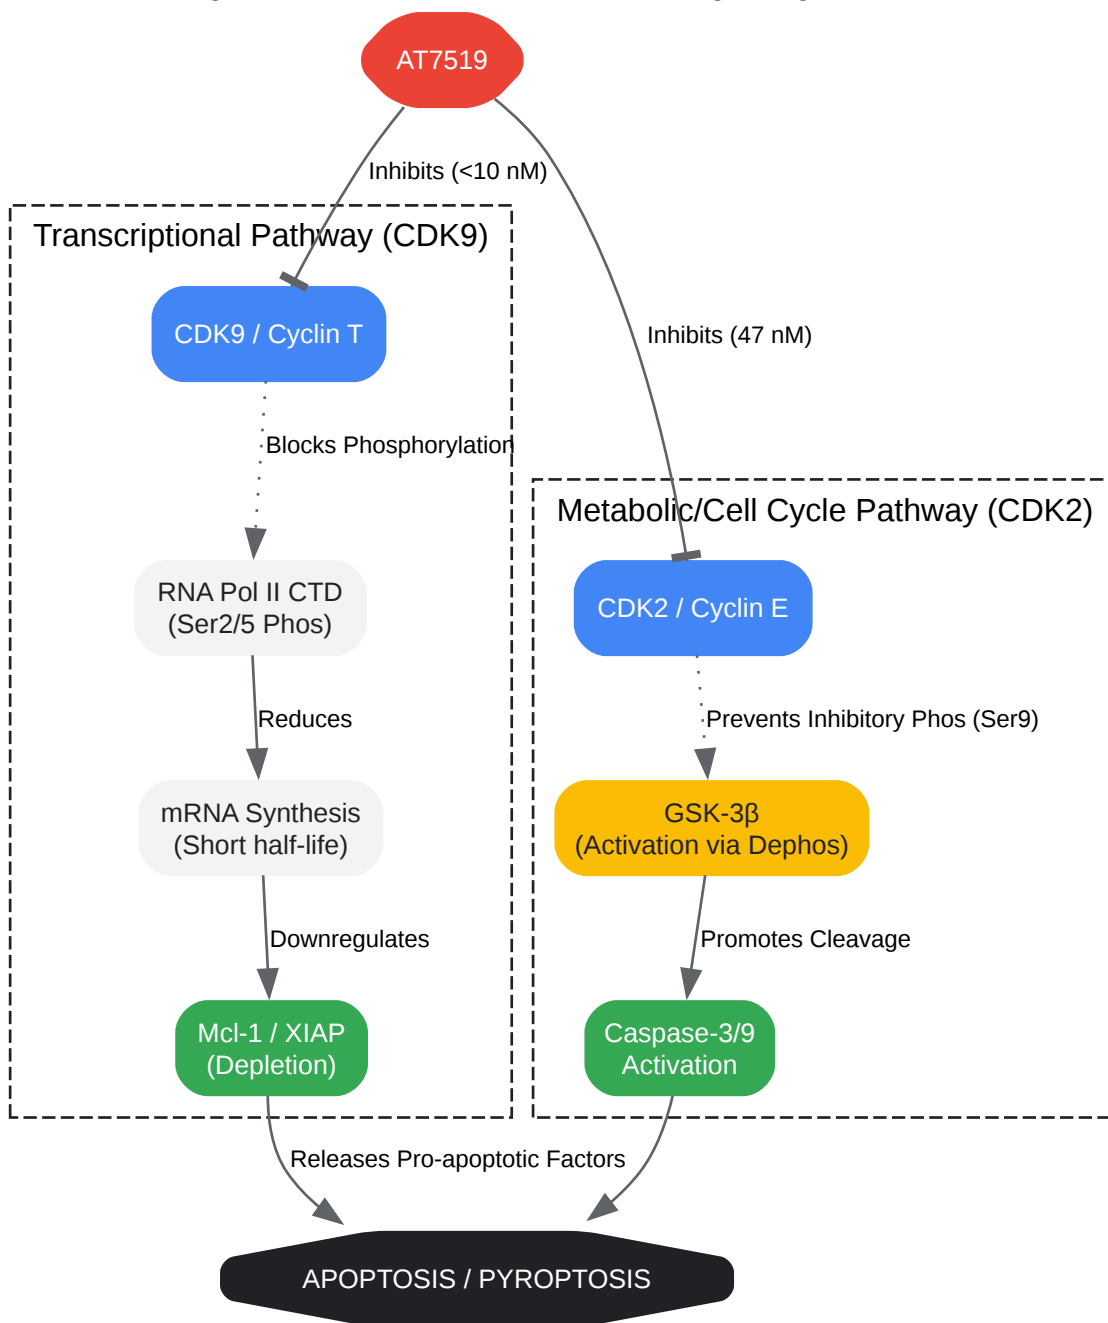 AT7519
Inhibits (<10 nM)
Transcriptional Pathway (CDK9)
CDK9 / Cyclin T
Inhibits (47 nM)
Blocks Phosphorylation
Metabolic/Cell Cycle Pathway (CDK2)
RNA Pol II CTD
(Ser2/5 Phos)
CDK2 / Cyclin E
Reduces
Prevents Inhibitory Phos (Ser9)
mRNA Synthesis
(Short half-life)
GSK-3β
(Activation via Dephos)
Downregulates
Promotes Cleavage
Mcl-1 / XIAP
(Depletion)
Caspase-3/9
Activation
Releases Pro-apoptotic Factors
APOPTOSIS / PYROPTOSIS